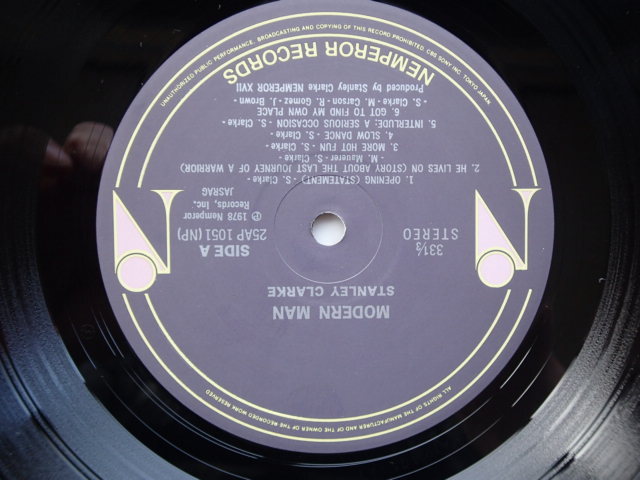 MODERN MAN
STANLEY CLARKE
33 1/3
STEREO
SIDE A
25AP 1051 (NP)
Ⓟ 1978 Nemperor
Records, Inc.
JASRAG
1. OPENING (STATEMENT) - S. Clarke -
2. HE LIVES ON (STORY ABOUT THE LAST JOURNEY OF A WARRIOR)
- M. Mauerer - S. Clarke -
3. MORE HOT FUN - S. Clarke -
4. SLOW DANCE - S. Clarke -
5. INTERLUDE: A SERIOUS OCCASION - S. Clarke -
6. GOT TO FIND MY OWN PLACE
- S. Clarke - M. Carson - R. Gomez - J. Brown -
Produced by Stanley Clarke NEMPEROR XVII
NEMPEROR RECORDS
ALL RIGHTS OF THE MANUFACTURER AND OF THE OWNER OF THE RECORDED WORK RESERVED
UNAUTHORIZED PUBLIC PERFORMANCE, BROADCASTING AND COPYING OF THIS RECORD PROHIBITED. CBS SONY INC. TOKYO JAPAN